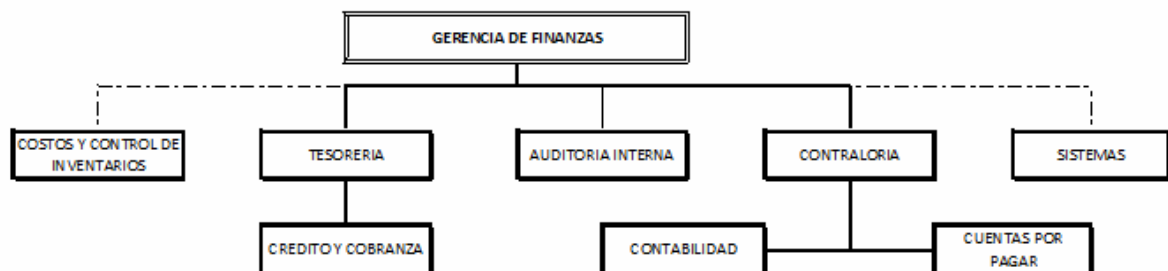 GERENCIA DE FINANZAS
COSTOS Y CONTROL DE
INVENTARIOS
TESORERIA
AUDITORIA INTERNA
CONTRALORIA
SISTEMAS
CREDITO Y COBRANZA
CONTABILIDAD
CUENTAS POR
PAGAR